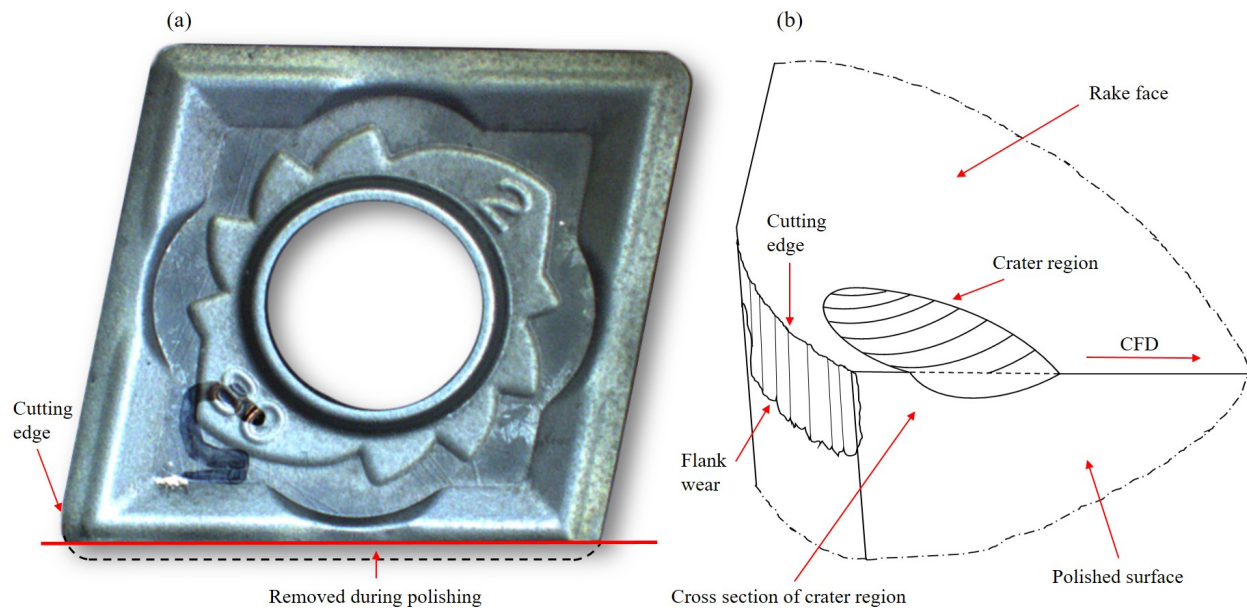 (a)
2
Cutting
edge
Removed during polishing
(b)
Rake face
Cutting
edge
Crater region
CFD
Flank
wear
Cross section of crater region
Polished surface